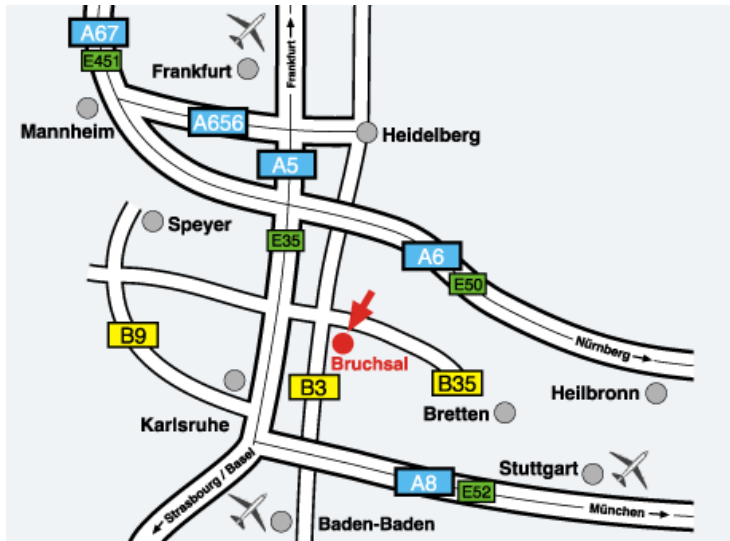 A67
E451
Frankfurt
Frankfurt
Mannheim
A656
Heidelberg
A5
Speyer
E35
A6
E50
B9
Nürnberg
Bruchsal
B3
B35
Heilbronn
Bretten
Karlsruhe
Strasbourg / Basel
Stuttgart
A8
E52
München
Baden-Baden